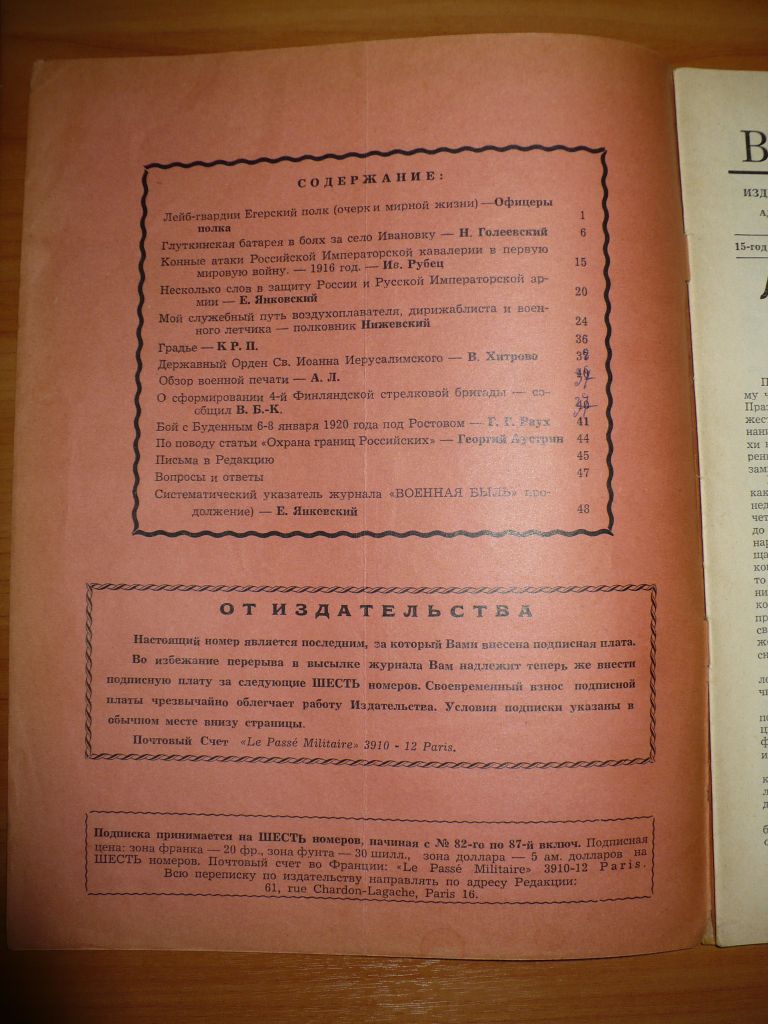 СОДЕРЖАНИЕ:
Лейб-гвардии Егерский полк (очерки мирной жизни) — Офицеры
полка 1
Глуткинская батарея в боях за село Ивановку — Н. Голеевский 6
Конные атаки Российской Императорской кавалерии в первую
мировую войну. — 1916 год. — Ив. Рубец 15
Несколько слов в защиту России и Русской Императорской ар-
мии — Е. Янковский 20
Мой служебный путь воздухоплавателя, дирижаблиста и воен-
ного летчика — полковник Нижевский 24
Градье — К Р. П. 36
Державный Орден Св. Иоанна Иерусалимского — В. Хитрово
Обзор военной печати — А. Л.
О сформировании 4-й Финляндской стрелковой бригады — со-
общил В. Б.-К.
Бой с Буденным 6-8 января 1920 года под Ростовом — Г. Г. Раух 41
По поводу статьи «Охрана границ Российских» — Георгий Аустрин 44
Письма в Редакцию 45
Вопросы и ответы 47
Систематический указатель журнала «ВОЕННАЯ БЫЛЬ» про-
должение) — Е. Янковский 48
ОТ ИЗДАТЕЛЬСТВА
Настоящий номер является последним, за который Вами внесена подписная плата.
Во избежание перерыва в высылке журнала Вам надлежит теперь же внести
подписную плату за следующие ШЕСТЬ номеров. Своевременный взнос подписной
платы чрезвычайно облегчает работу Издательства. Условия подписки указаны в
обычном месте внизу страницы.
Почтовый Счет «Le Passé Militaire» 3910 - 12 Paris.
Подписка принимается на ШЕСТЬ номеров, начиная с № 82-го по 87-й включ. Подписная
цена: зона франка — 20 фр., зона фунта — 30 шилл., зона доллара — 5 ам. долларов на
ШЕСТЬ номеров. Почтовый счет во Франции: «Le Passé Militaire» 3910-12 Paris.
Всю переписку по издательству направлять по адресу Редакции:
61, rue Chardon-Lagache, Paris 16.
В
ИЗД
15-год